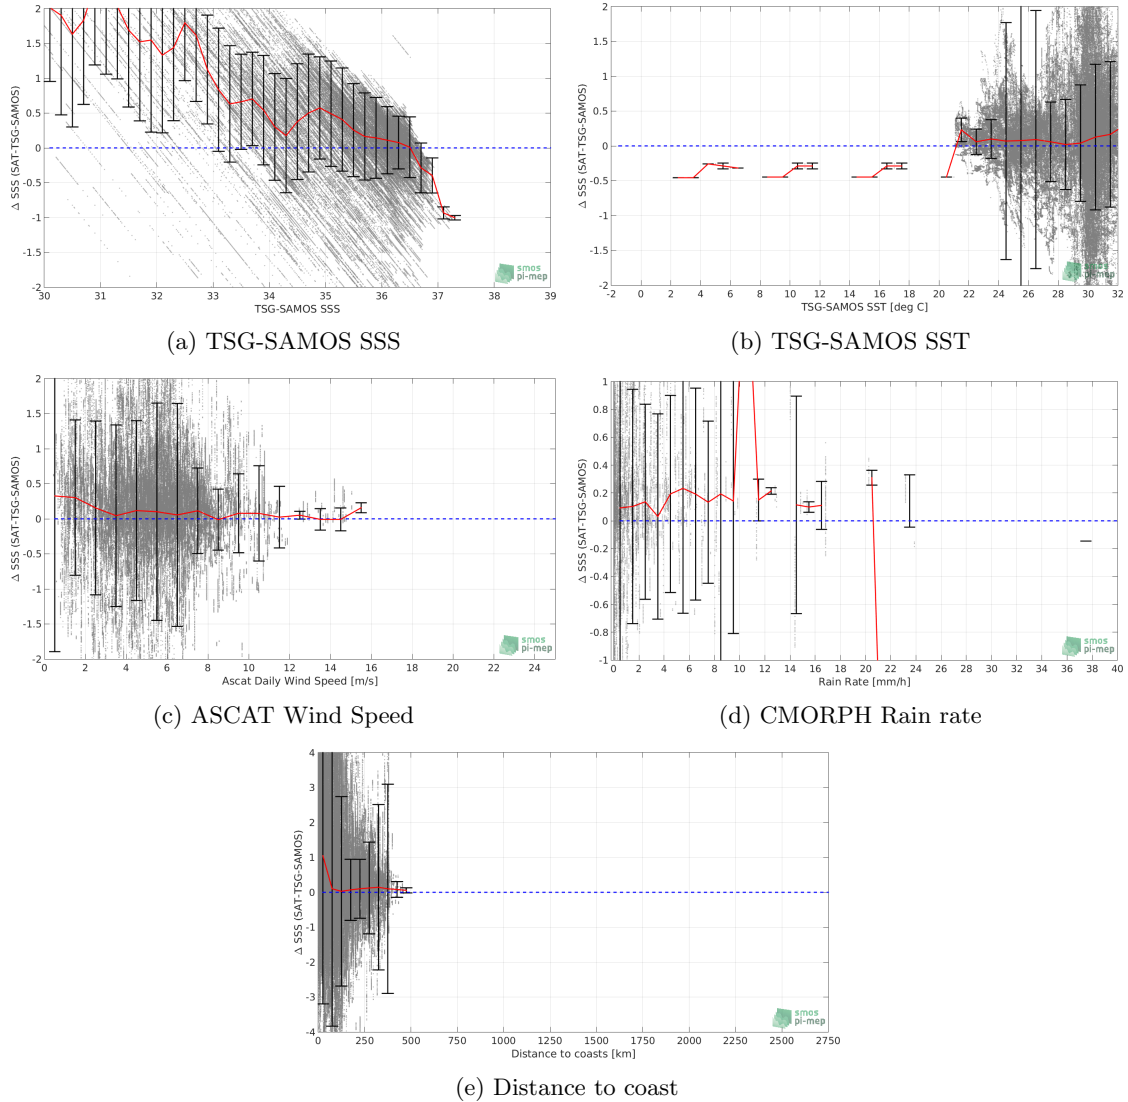 Δ SSS (SAT-TSG-SAMOS)
2
1.5
1
0.5
0
-0.5
-1
-1.5
-2
30 31 32 33 34 35 36 37 38 39
TSG-SAMOS SSS
smos
pi-mep
(a) TSG-SAMOS SSS
Δ SSS (SAT-TSG-SAMOS)
2
1.5
1
0.5
0
-0.5
-1
-1.5
-2
-2 0 2 4 6 8 10 12 14 16 18 20 22 24 26 28 30 32
TSG-SAMOS SST [deg C]
smos
pi-mep
(b) TSG-SAMOS SST
Δ SSS (SAT-TSG-SAMOS)
2
1.5
1
0.5
0
-0.5
-1
-1.5
-2
0 2 4 6 8 10 12 14 16 18 20 22 24
Ascat Daily Wind Speed [m/s]
smos
pi-mep
(c) ASCAT Wind Speed
Δ SSS (SAT-TSG-SAMOS)
1
0.8
0.6
0.4
0.2
0
-0.2
-0.4
-0.6
-0.8
-1
0 2 4 6 8 10 12 14 16 18 20 22 24 26 28 30 32 34 36 38 40
Rain Rate [mm/h]
smos
pi-mep
(d) CMORPH Rain rate
Δ SSS (SAT-TSG-SAMOS)
4
3
2
1
0
-1
-2
-3
-4
0 250 500 750 1000 1250 1500 1750 2000 2250 2500 2750
Distance to coasts [km]
smos
pi-mep
(e) Distance to coast